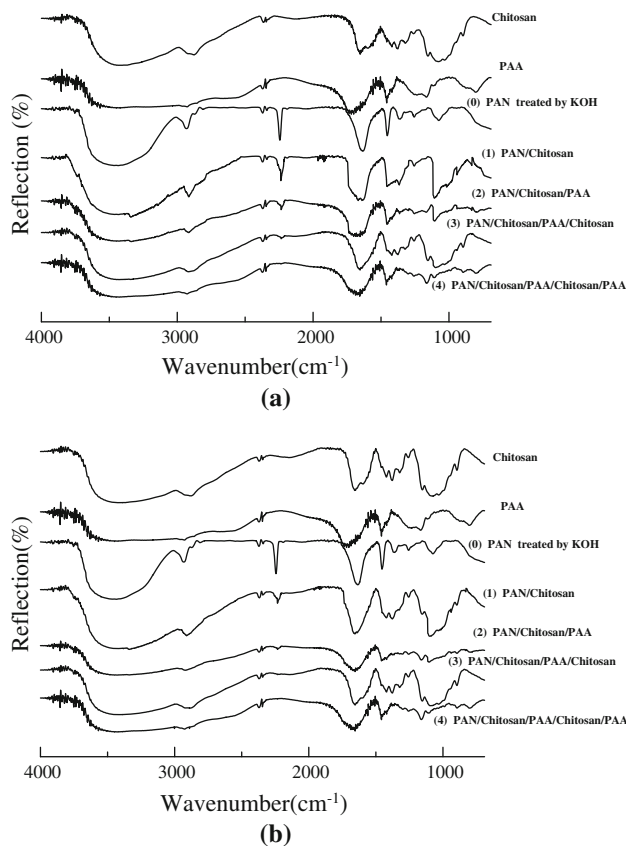 Chitosan
PAA
(0) PAN treated by KOH
(1) PAN/Chitosan
(2) PAN/Chitosan/PAA
(3) PAN/Chitosan/PAA/Chitosan
(4) PAN/Chitosan/PAA/Chitosan/PAA
Reflection (%)
4000 3000 2000 1000
Wavenumber(cm⁻¹)
(a)
Chitosan
PAA
(0) PAN treated by KOH
(1) PAN/Chitosan
(2) PAN/Chitosan/PAA
(3) PAN/Chitosan/PAA/Chitosan
(4) PAN/Chitosan/PAA/Chitosan/PAA
Reflection(%)
4000 3000 2000 1000
Wavenumber(cm⁻¹)
(b)